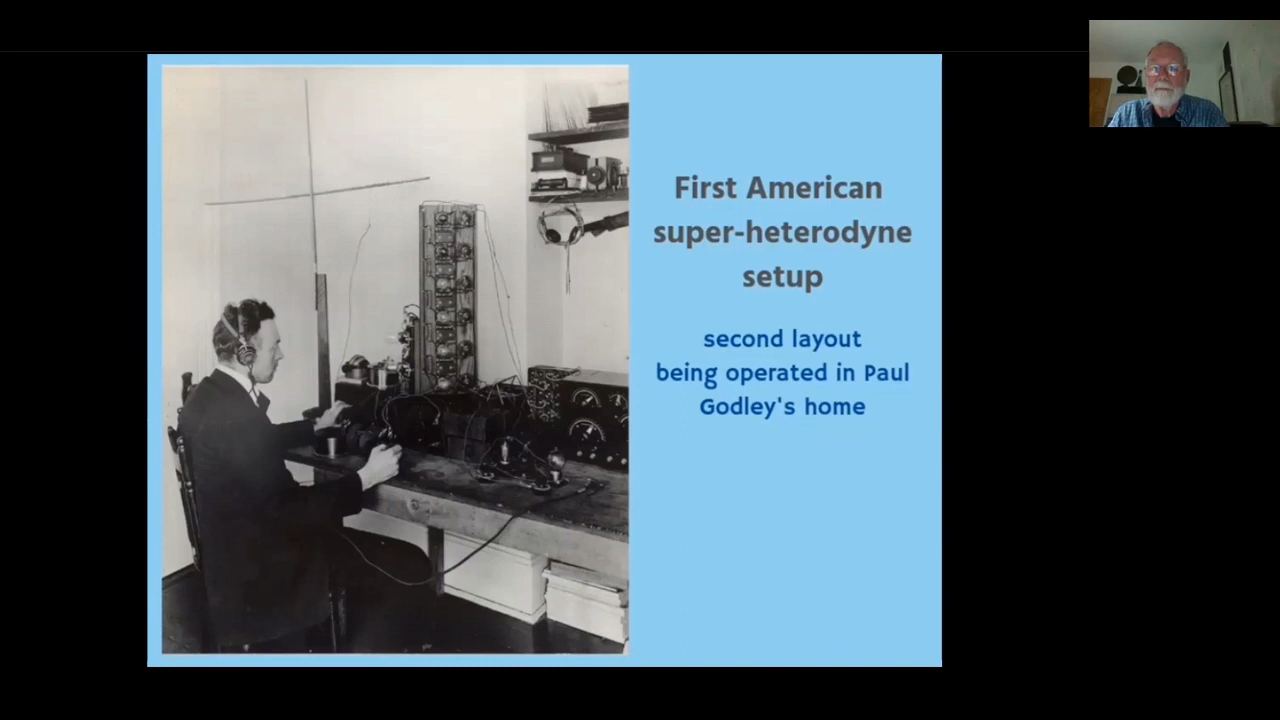 First American
super-heterodyne
setup
second layout
being operated in Paul
Godley's home